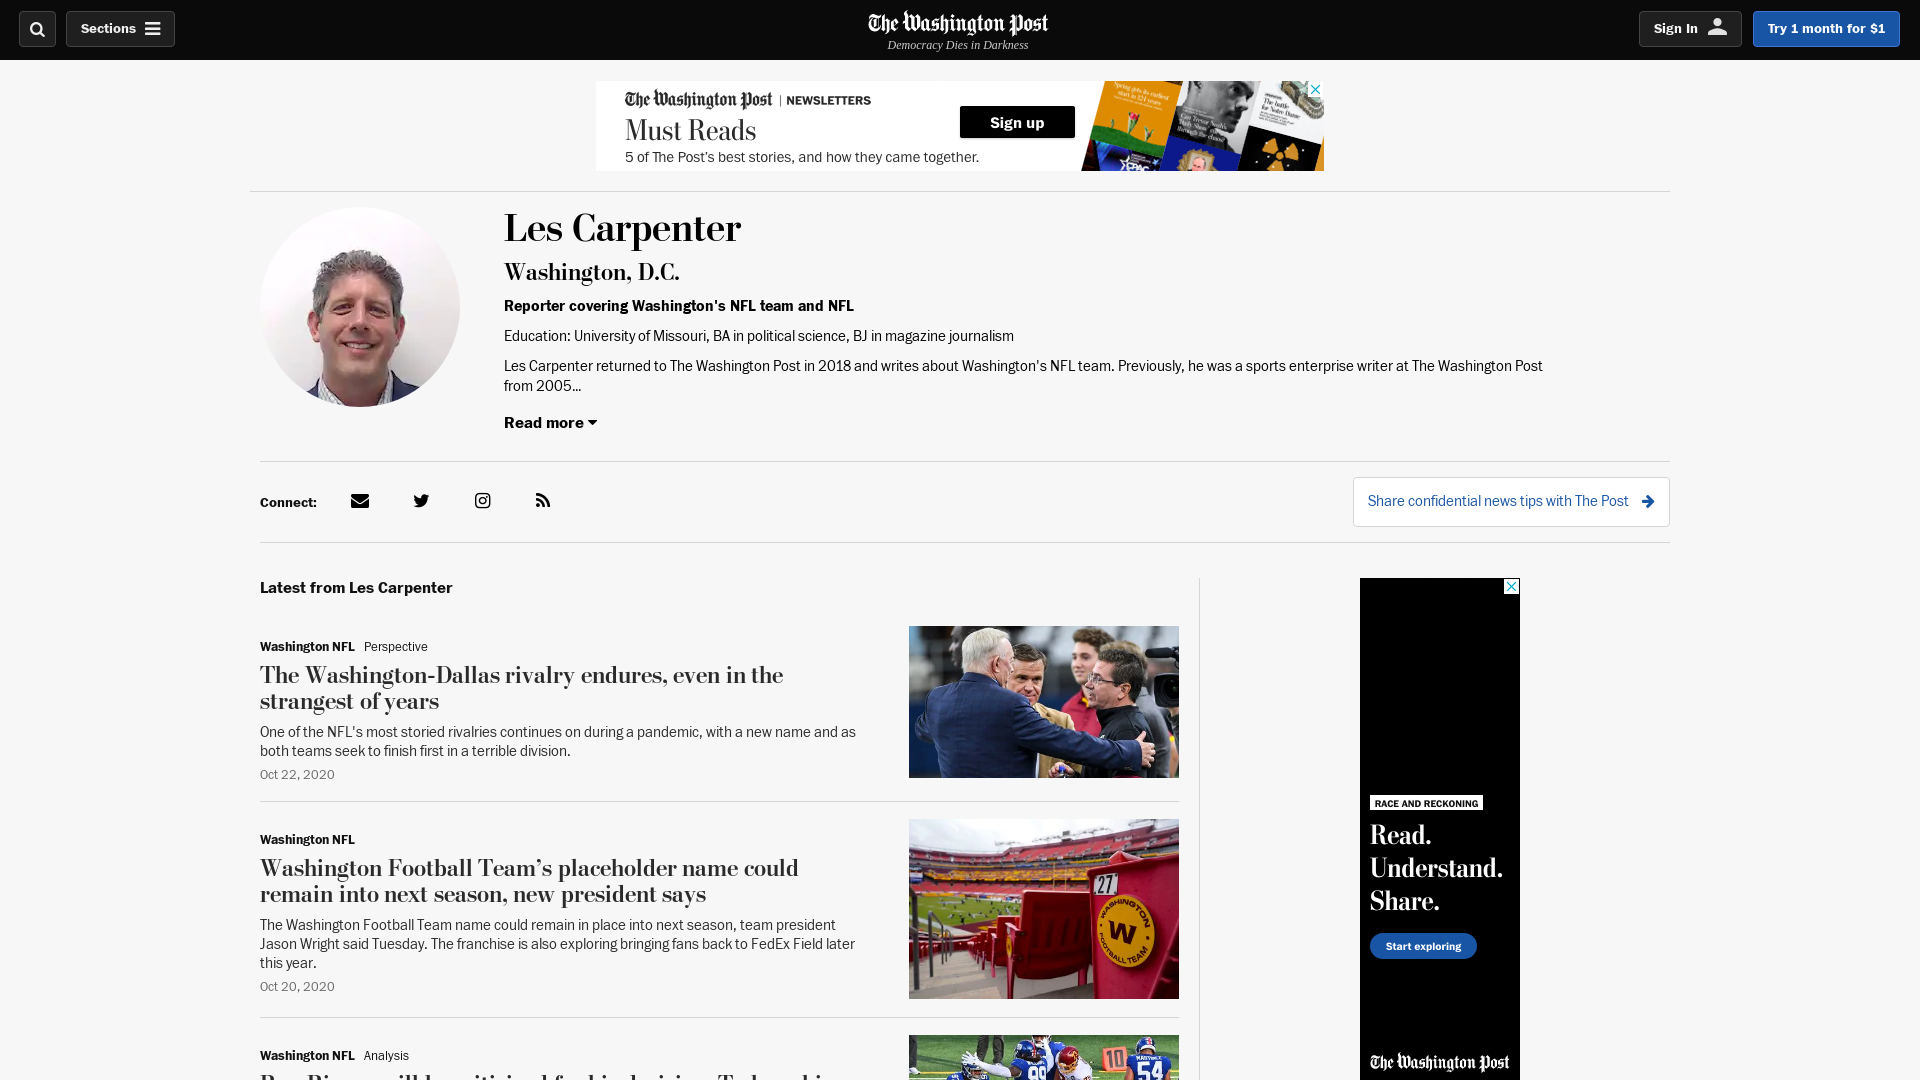 Sections
The Washington Post
Democracy Dies in Darkness
Sign In
Try 1 month for $1
The Washington Post | NEWSLETTERS
Must Reads
5 of The Post's best stories, and how they came together.
Sign up
Les Carpenter
Washington, D.C.
Reporter covering Washington's NFL team and NFL
Education: University of Missouri, BA in political science, BJ in magazine journalism
Les Carpenter returned to The Washington Post in 2018 and writes about Washington's NFL team. Previously, he was a sports enterprise writer at The Washington Post
from 2005...
Read more
Connect:
Share confidential news tips with The Post
Latest from Les Carpenter
Washington NFL Perspective
The Washington-Dallas rivalry endures, even in the
strangest of years
One of the NFL's most storied rivalries continues on during a pandemic, with a new name and as
both teams seek to finish first in a terrible division.
Oct 22, 2020
Washington NFL
Washington Football Team’s placeholder name could
remain into next season, new president says
The Washington Football Team name could remain in place into next season, team president
Jason Wright said Tuesday. The franchise is also exploring bringing fans back to FedEx Field later
this year.
Oct 20, 2020
27
WASHINGTON
W
FOOTBALL TEAM
Washington NFL Analysis
10
99
54
RACE AND RECKONING
Read.
Understand.
Share.
Start exploring
The Washington Post